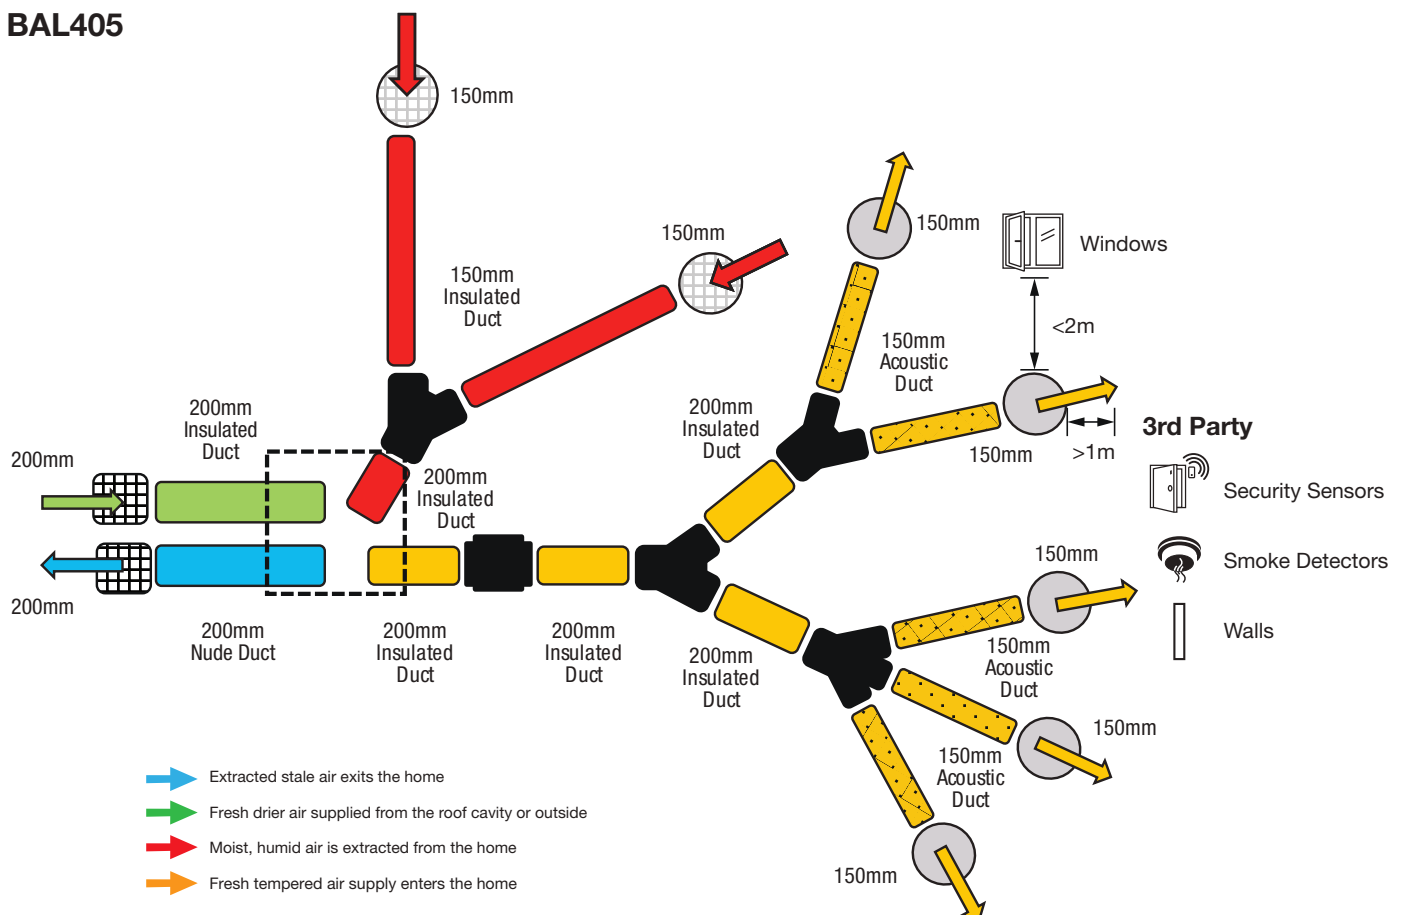 BAL405
150mm
150mm
150mm
Insulated
Duct
150mm
Windows
<2m
150mm
Acoustic
Duct
200mm
Insulated
Duct
200mm
Insulated
Duct
3rd Party
150mm
>1m
200mm
200mm
Insulated
Duct
Security Sensors
150mm
Smoke Detectors
200mm
200mm
Nude Duct
200mm
Insulated
Duct
200mm
Insulated
Duct
200mm
Insulated
Duct
150mm
Acoustic
Duct
Walls
150mm
150mm
Acoustic
Duct
150mm
Extracted stale air exits the home
Fresh drier air supplied from the roof cavity or outside
Moist, humid air is extracted from the home
Fresh tempered air supply enters the home